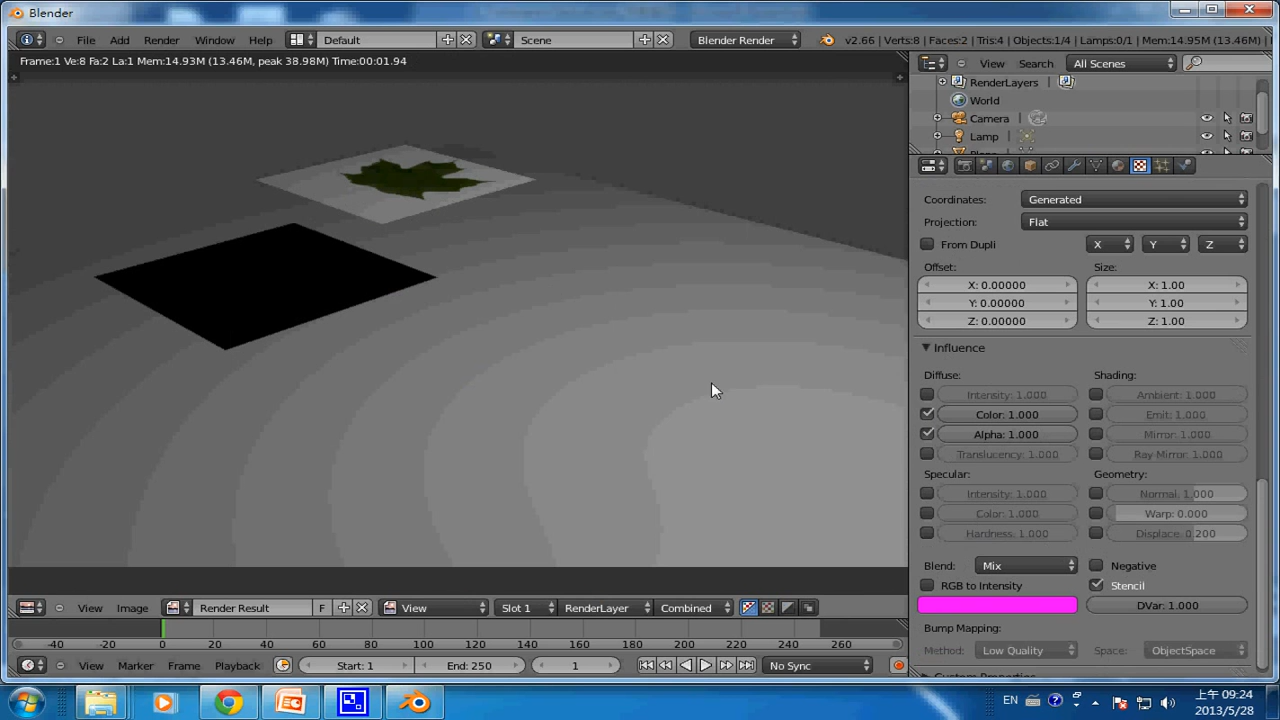 Blender
File Add Render Window Help Default Scene Blender Render v2.66 | Verts:8 | Faces:2 | Tris:4 | Objects:1/4 | Lamps:0/1 | Mem:14.95M (13.46M)
Frame:1 Ve:8 Fa:2 La:1 Mem:14.93M (13.46M, peak 38.98M) Time:00:01.94
View Search All Scenes
RenderLayers
World
Camera
Lamp
Coordinates: Generated
Projection: Flat
From Dupli X Y Z
Offset: Size:
X: 0.00000 X: 1.00
Y: 0.00000 Y: 1.00
Z: 0.00000 Z: 1.00
Influence
Diffuse: Shading:
Intensity: 1.000 Ambient: 1.000
Color: 1.000 Emit: 1.000
Alpha: 1.000 Mirror: 1.000
Translucency: 1.000 Ray Mirror: 1.000
Specular: Geometry:
Intensity: 1.000 Normal: 1.000
Color: 1.000 Warp: 0.000
Hardness: 1.000 Displace: 0.200
Blend: Mix Negative
RGB to Intensity Stencil
DVar: 1.000
Bump Mapping:
Method: Low Quality Space: ObjectSpace
View Image Render Result F View Slot 1 RenderLayer Combined
-40 -20 0 20 40 60 80 100 120 140 160 180 200 220 240 260
View Marker Frame Playback Start: 1 End: 250 1 No Sync
EN 上午 09:24
2013/5/28